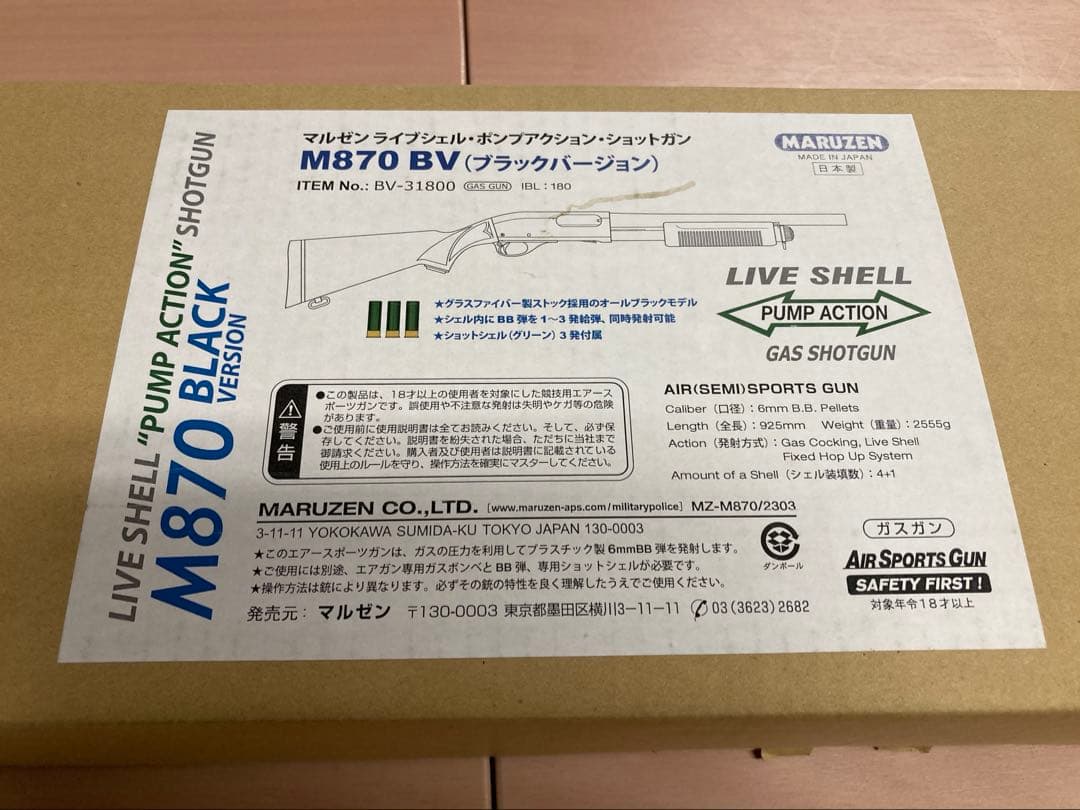 LIVE SHELL "PUMP ACTION" SHOTGUN
M870 BLACK VERSION
マルゼン ライブシェル・ポンプアクション・ショットガン
M870 BV(ブラックバージョン)
ITEM No.: BV-31800 GAS GUN IBL:180
MARUZEN
MADE IN JAPAN
日本製
★グラスファイバー製ストック採用のオールブラックモデル
★シェル内にBB弾を1〜3発給弾、同時発射可能
★ショットシェル(グリーン)3発付属
LIVE SHELL
PUMP ACTION
GAS SHOTGUN
警告
●この製品は、18才以上の使用者を対象にした競技用エアース
ポーツガンです。誤使用や不注意な発射は失明やケガ等の危険
があります。
●ご使用前に使用説明書は全てお読みください。そして、必ず保
存してください。説明書を紛失された場合、ただちに当社まで
御請求ください。購入者及び使用者は説明書に記載されている
使用上のルールを守り、操作方法を確実にマスターしてください。
AIR(SEMI)SPORTS GUN
Caliber(口径):6mm B.B. Pellets
Length(全長):925mm Weight(重量):2555g
Action(発射方式):Gas Cocking, Live Shell
Fixed Hop Up System
Amount of a Shell(シェル装填数):4+1
MARUZEN CO.,LTD. [www.maruzen-aps.com/militarypolice] MZ-M870/2303
3-11-11 YOKOKAWA SUMIDA-KU TOKYO JAPAN 130-0003
★このエアースポーツガンは、ガスの圧力を利用してプラスチック製6mmBB弾を発射します。
★ご使用には別途、エアガン専用ガスボンベとBB弾、専用ショットシェルが必要です。
★操作方法は銃により異なります。必ずその銃の特性を良く理解したうえでご使用ください。
発売元:マルゼン 〒130-0003 東京都墨田区横川3-11-11 ✆03(3623)2682
ダンボール
ガスガン
AIR SPORTS GUN
SAFETY FIRST!
対象年令18才以上